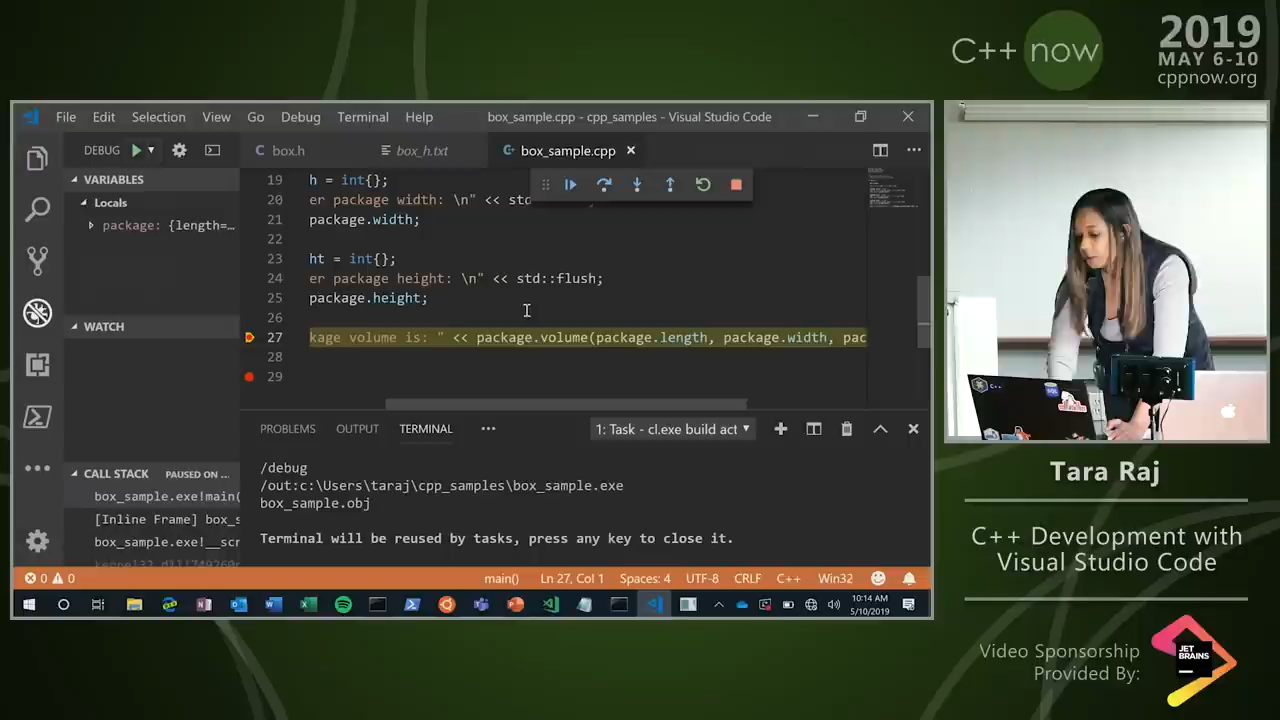 C++ now
2019
MAY 6-10
cppnow.org
File Edit Selection View Go Debug Terminal Help
box_sample.cpp - cpp_samples - Visual Studio Code
DEBUG
box.h
box_h.txt
box_sample.cpp
VARIABLES
Locals
package: {length=…
WATCH
CALL STACK PAUSED ON …
box_sample.exe!main(
[Inline Frame] box_s
box_sample.exe!__scr
19 h = int{};
20 er package width: \n" << std
21 package.width;
22
23 ht = int{};
24 er package height: \n" << std::flush;
25 package.height;
26
27 kage volume is: " << package.volume(package.length, package.width, pac
28
29
PROBLEMS OUTPUT TERMINAL
1: Task - cl.exe build act
/debug
/out:c:\Users\taraj\cpp_samples\box_sample.exe
box_sample.obj
Terminal will be reused by tasks, press any key to close it.
0 0
main() Ln 27, Col 1 Spaces: 4 UTF-8 CRLF C++ Win32
10:14 AM
5/10/2019
Tara Raj
C++ Development with
Visual Studio Code
Video Sponsorship
Provided By:
JET
BRAINS